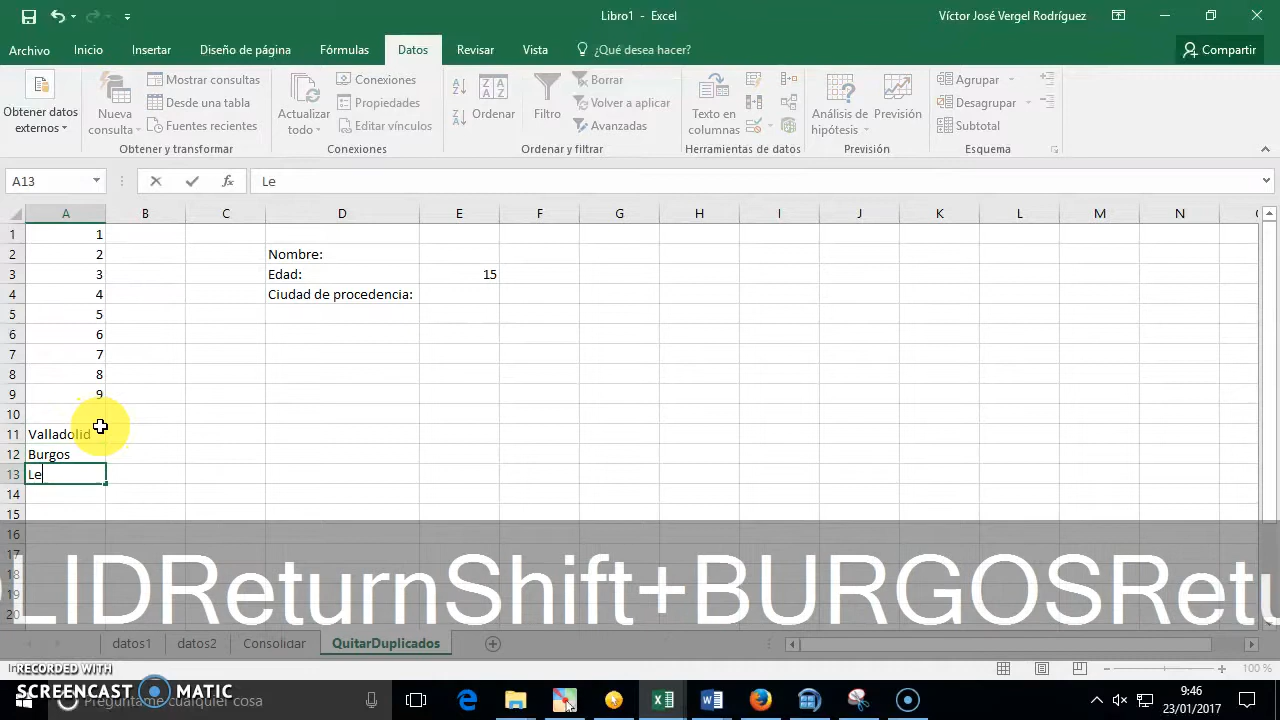 Libro1 - Excel
Víctor José Vergel Rodríguez
Archivo Inicio Insertar Diseño de página Fórmulas Datos Revisar Vista ¿Qué desea hacer? Compartir
Obtener datos externos
Nueva consulta
Mostrar consultas
Desde una tabla
Fuentes recientes
Obtener y transformar
Actualizar todo
Conexiones
Propiedades
Editar vínculos
Conexiones
Ordenar
Filtro
Borrar
Volver a aplicar
Avanzadas
Ordenar y filtrar
Texto en columnas
Herramientas de datos
Análisis de hipótesis
Previsión
Previsión
Agrupar
Desagrupar
Subtotal
Esquema
A13 fx Le
A B C D E F G H I J K L M N
1 1
2 2 Nombre:
3 3 Edad: 15
4 4 Ciudad de procedencia:
5 5
6 6
7 7
8 8
9 9
10
11 Valladolid
12 Burgos
13 Le
14
15
16
17
18
19
20
LIDReturnShift+BURGOSRetu
datos1 datos2 Consolidar QuitarDuplicados
100 %
RECORDED WITH
SCREENCAST MATIC
Pregúntame cualquier cosa
9:46
23/01/2017